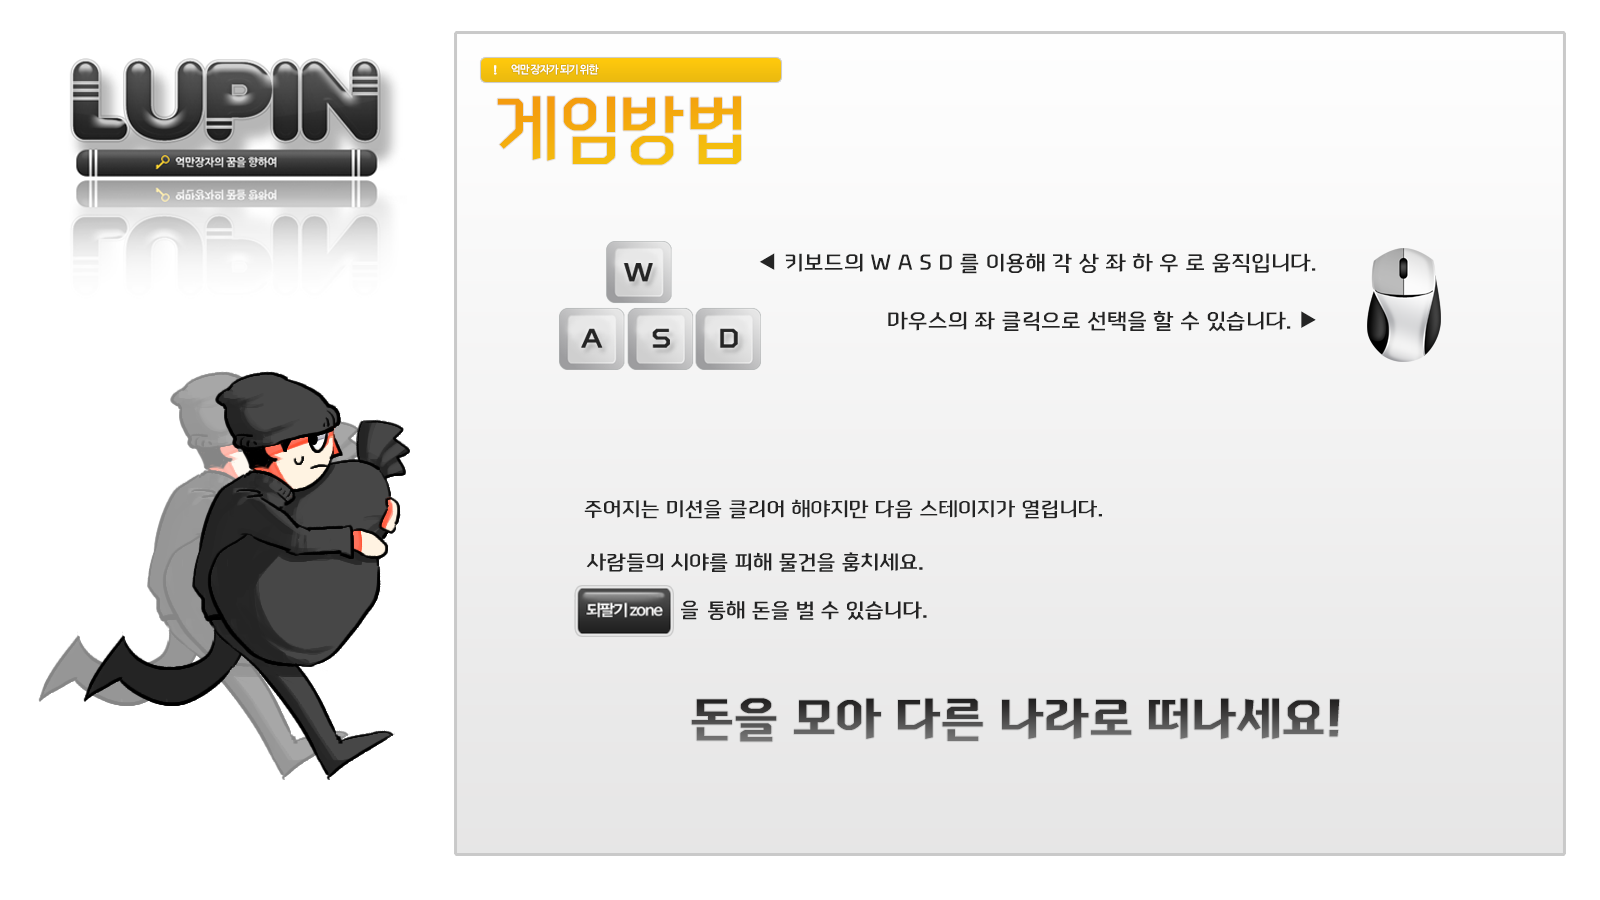 LUPIN
억만장자의 꿈을 향하여
! 억만 장자가 되기 위한
게임방법
W
A S D
◀ 키보드의 W A S D 를 이용해 각 상 좌 하 우 로 움직입니다.
마우스의 좌 클릭으로 선택을 할 수 있습니다. ▶
주어지는 미션을 클리어 해야지만 다음 스테이지가 열립니다.
사람들의 시야를 피해 물건을 훔치세요.
되팔기 zone 을 통해 돈을 벌 수 있습니다.
돈을 모아 다른 나라로 떠나세요!